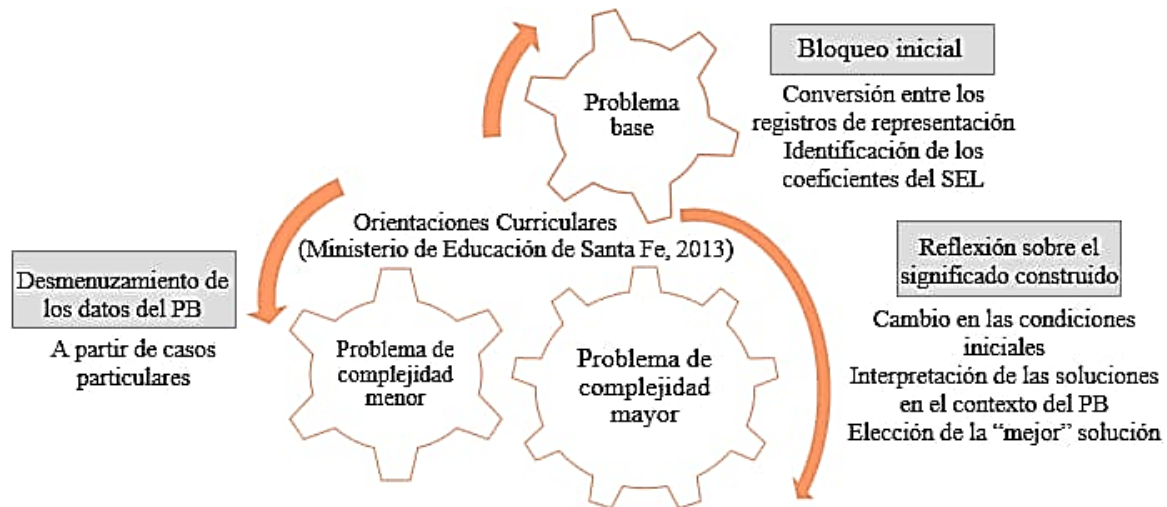 Problema
base
Bloqueo inicial
Conversión entre los
registros de representación
Identificación de los
coeficientes del SEL
Orientaciones Curriculares
(Ministerio de Educación de Santa Fe, 2013)
Desmenuzamiento de
los datos del PB
A partir de casos
particulares
Problema de
complejidad
menor
Problema de
complejidad
mayor
Reflexión sobre el
significado construido
Cambio en las condiciones
iniciales
Interpretación de las soluciones
en el contexto del PB
Elección de la “mejor” solución